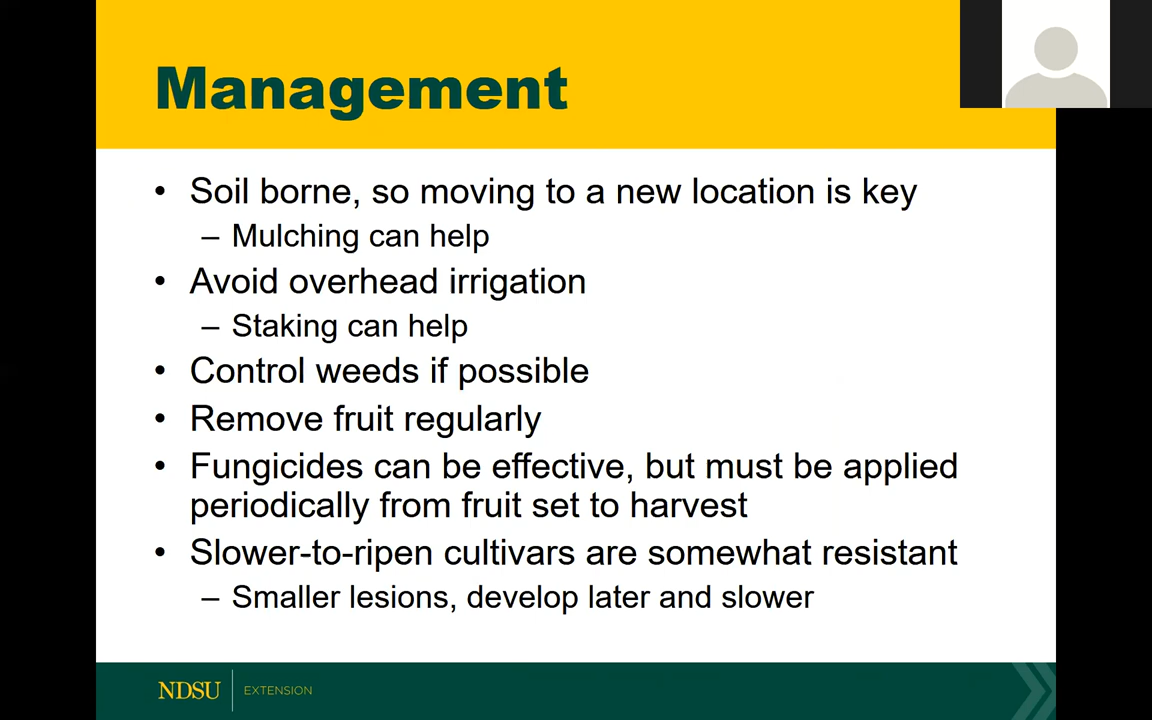 Management
• Soil borne, so moving to a new location is key
– Mulching can help
• Avoid overhead irrigation
– Staking can help
• Control weeds if possible
• Remove fruit regularly
• Fungicides can be effective, but must be applied
periodically from fruit set to harvest
• Slower-to-ripen cultivars are somewhat resistant
– Smaller lesions, develop later and slower
NDSU EXTENSION